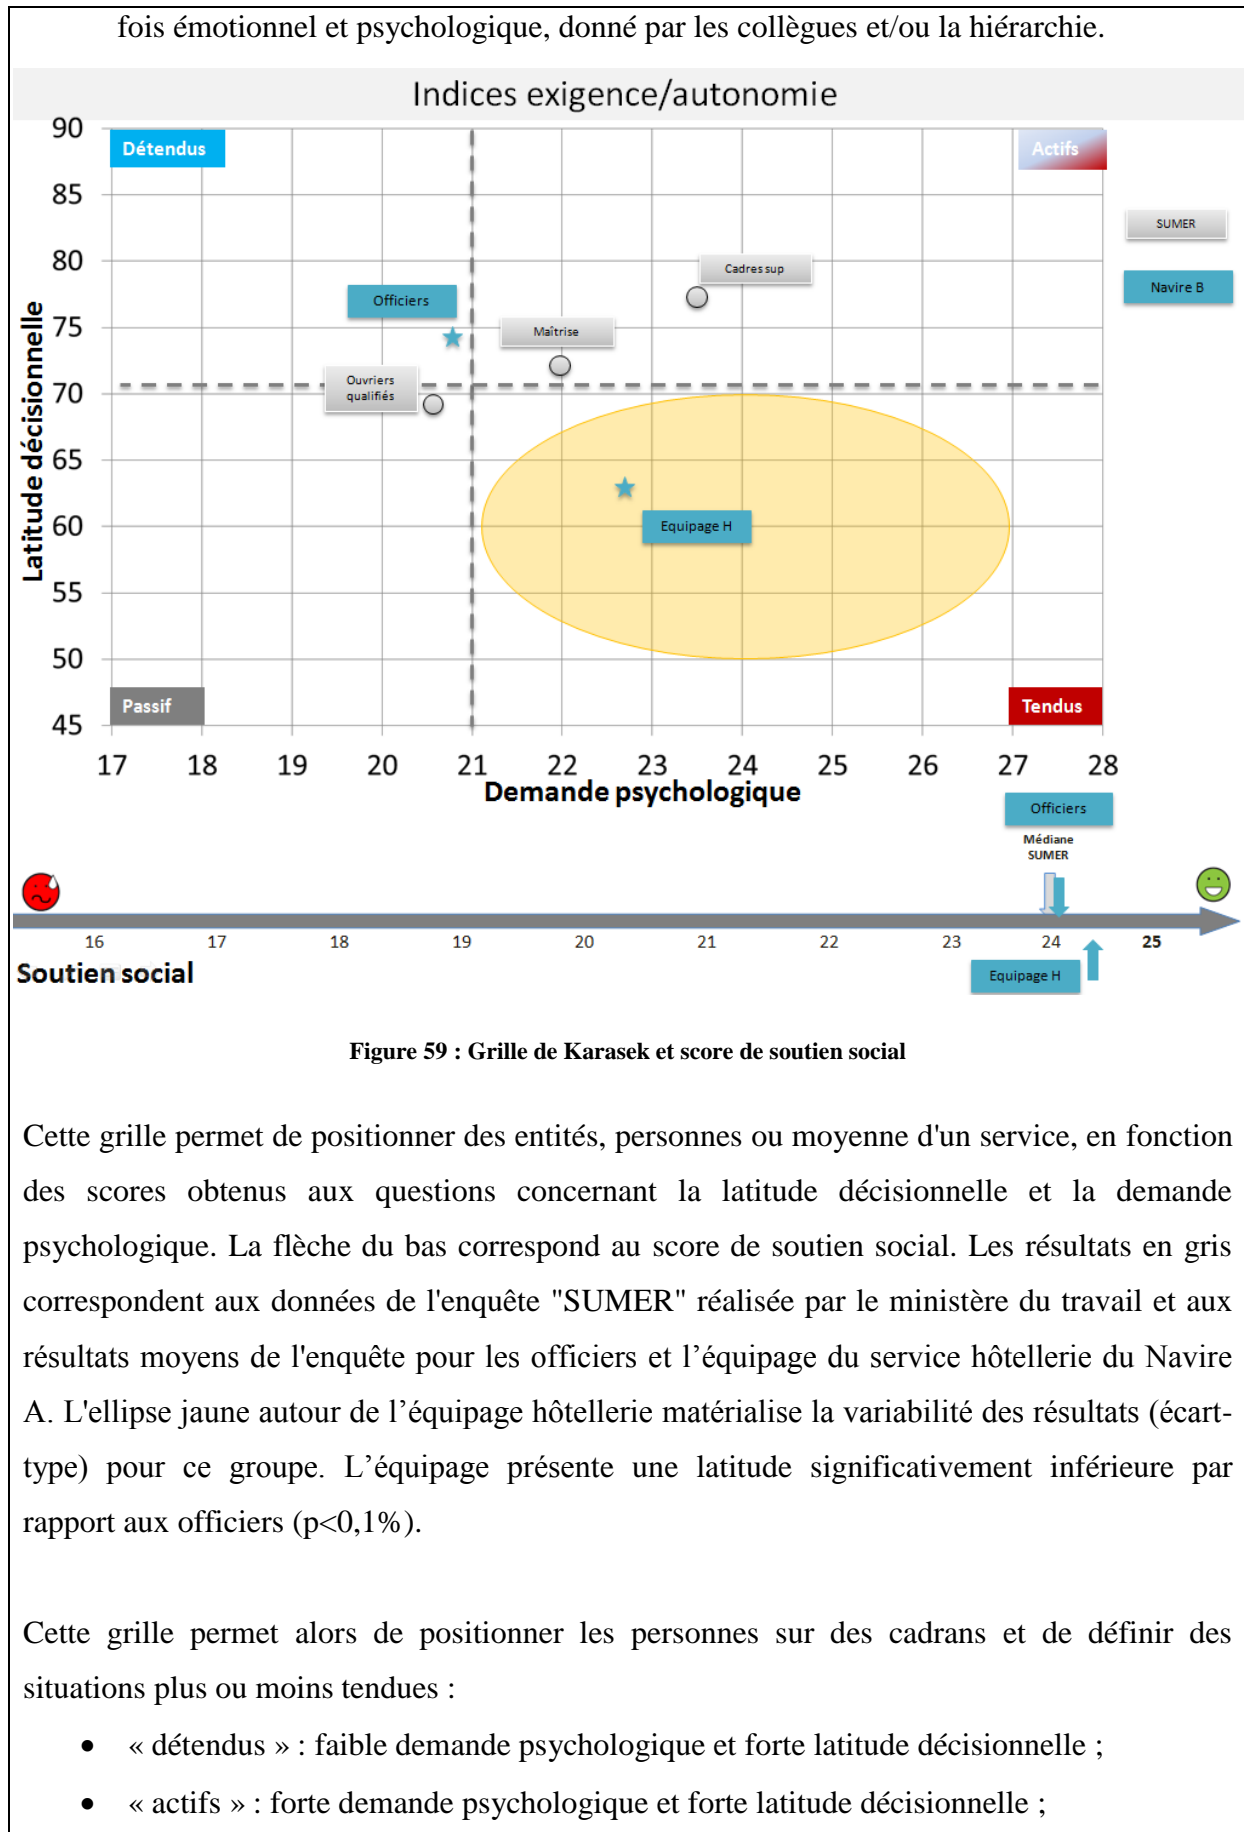 fois émotionnel et psychologique, donné par les collègues et/ou la hiérarchie.
Indices exigence/autonomie
90
Détendus
Actifs
85
SUMER
80
Cadres sup
Navire B
Officiers
75
Maîtrise
Ouvriers
qualifiés
70
65
60
Equipage H
55
50
Passif
Tendus
45
Latitude décisionnelle
17 18 19 20 21 22 23 24 25 26 27 28
Demande psychologique
Officiers
Médiane
SUMER
16 17 18 19 20 21 22 23 24 25
Soutien social
Equipage H
Figure 59 : Grille de Karasek et score de soutien social
Cette grille permet de positionner des entités, personnes ou moyenne d'un service, en fonction
des scores obtenus aux questions concernant la latitude décisionnelle et la demande
psychologique. La flèche du bas correspond au score de soutien social. Les résultats en gris
correspondent aux données de l'enquête "SUMER" réalisée par le ministère du travail et aux
résultats moyens de l'enquête pour les officiers et l’équipage du service hôtellerie du Navire
A. L'ellipse jaune autour de l’équipage hôtellerie matérialise la variabilité des résultats (écart-
type) pour ce groupe. L’équipage présente une latitude significativement inférieure par
rapport aux officiers (p<0,1%).
Cette grille permet alors de positionner les personnes sur des cadrans et de définir des
situations plus ou moins tendues :
• « détendus » : faible demande psychologique et forte latitude décisionnelle ;
• « actifs » : forte demande psychologique et forte latitude décisionnelle ;